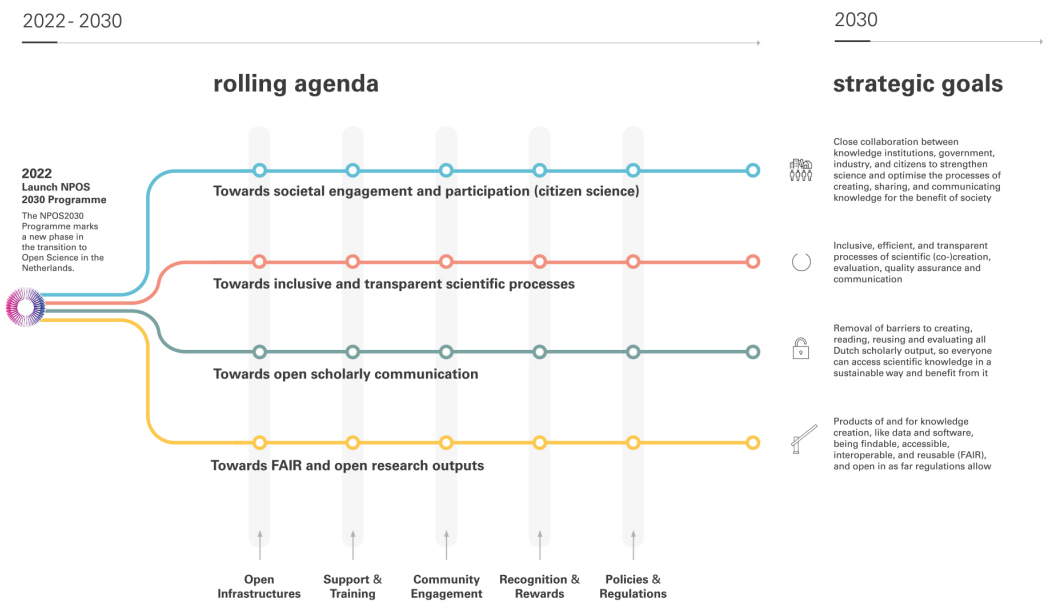 2022 - 2030
2030
rolling agenda
strategic goals
2022
Launch NPOS
2030 Programme
The NPOS2030
Programme marks
a new phase in
the transition to
Open Science in the
Netherlands.
Towards societal engagement and participation (citizen science)
Close collaboration between
knowledge institutions, government,
industry, and citizens to strengthen
science and optimise the processes of
creating, sharing, and communicating
knowledge for the benefit of society
Towards inclusive and transparent scientific processes
Inclusive, efficient, and transparent
processes of scientific (co-)creation,
evaluation, quality assurance and
communication
Towards open scholarly communication
Removal of barriers to creating,
reading, reusing and evaluating all
Dutch scholarly output, so everyone
can access scientific knowledge in a
sustainable way and benefit from it
Towards FAIR and open research outputs
Products of and for knowledge
creation, like data and software,
being findable, accessible,
interoperable, and reusable (FAIR),
and open in as far regulations allow
Open
Infrastructures
Support &
Training
Community
Engagement
Recognition &
Rewards
Policies &
Regulations